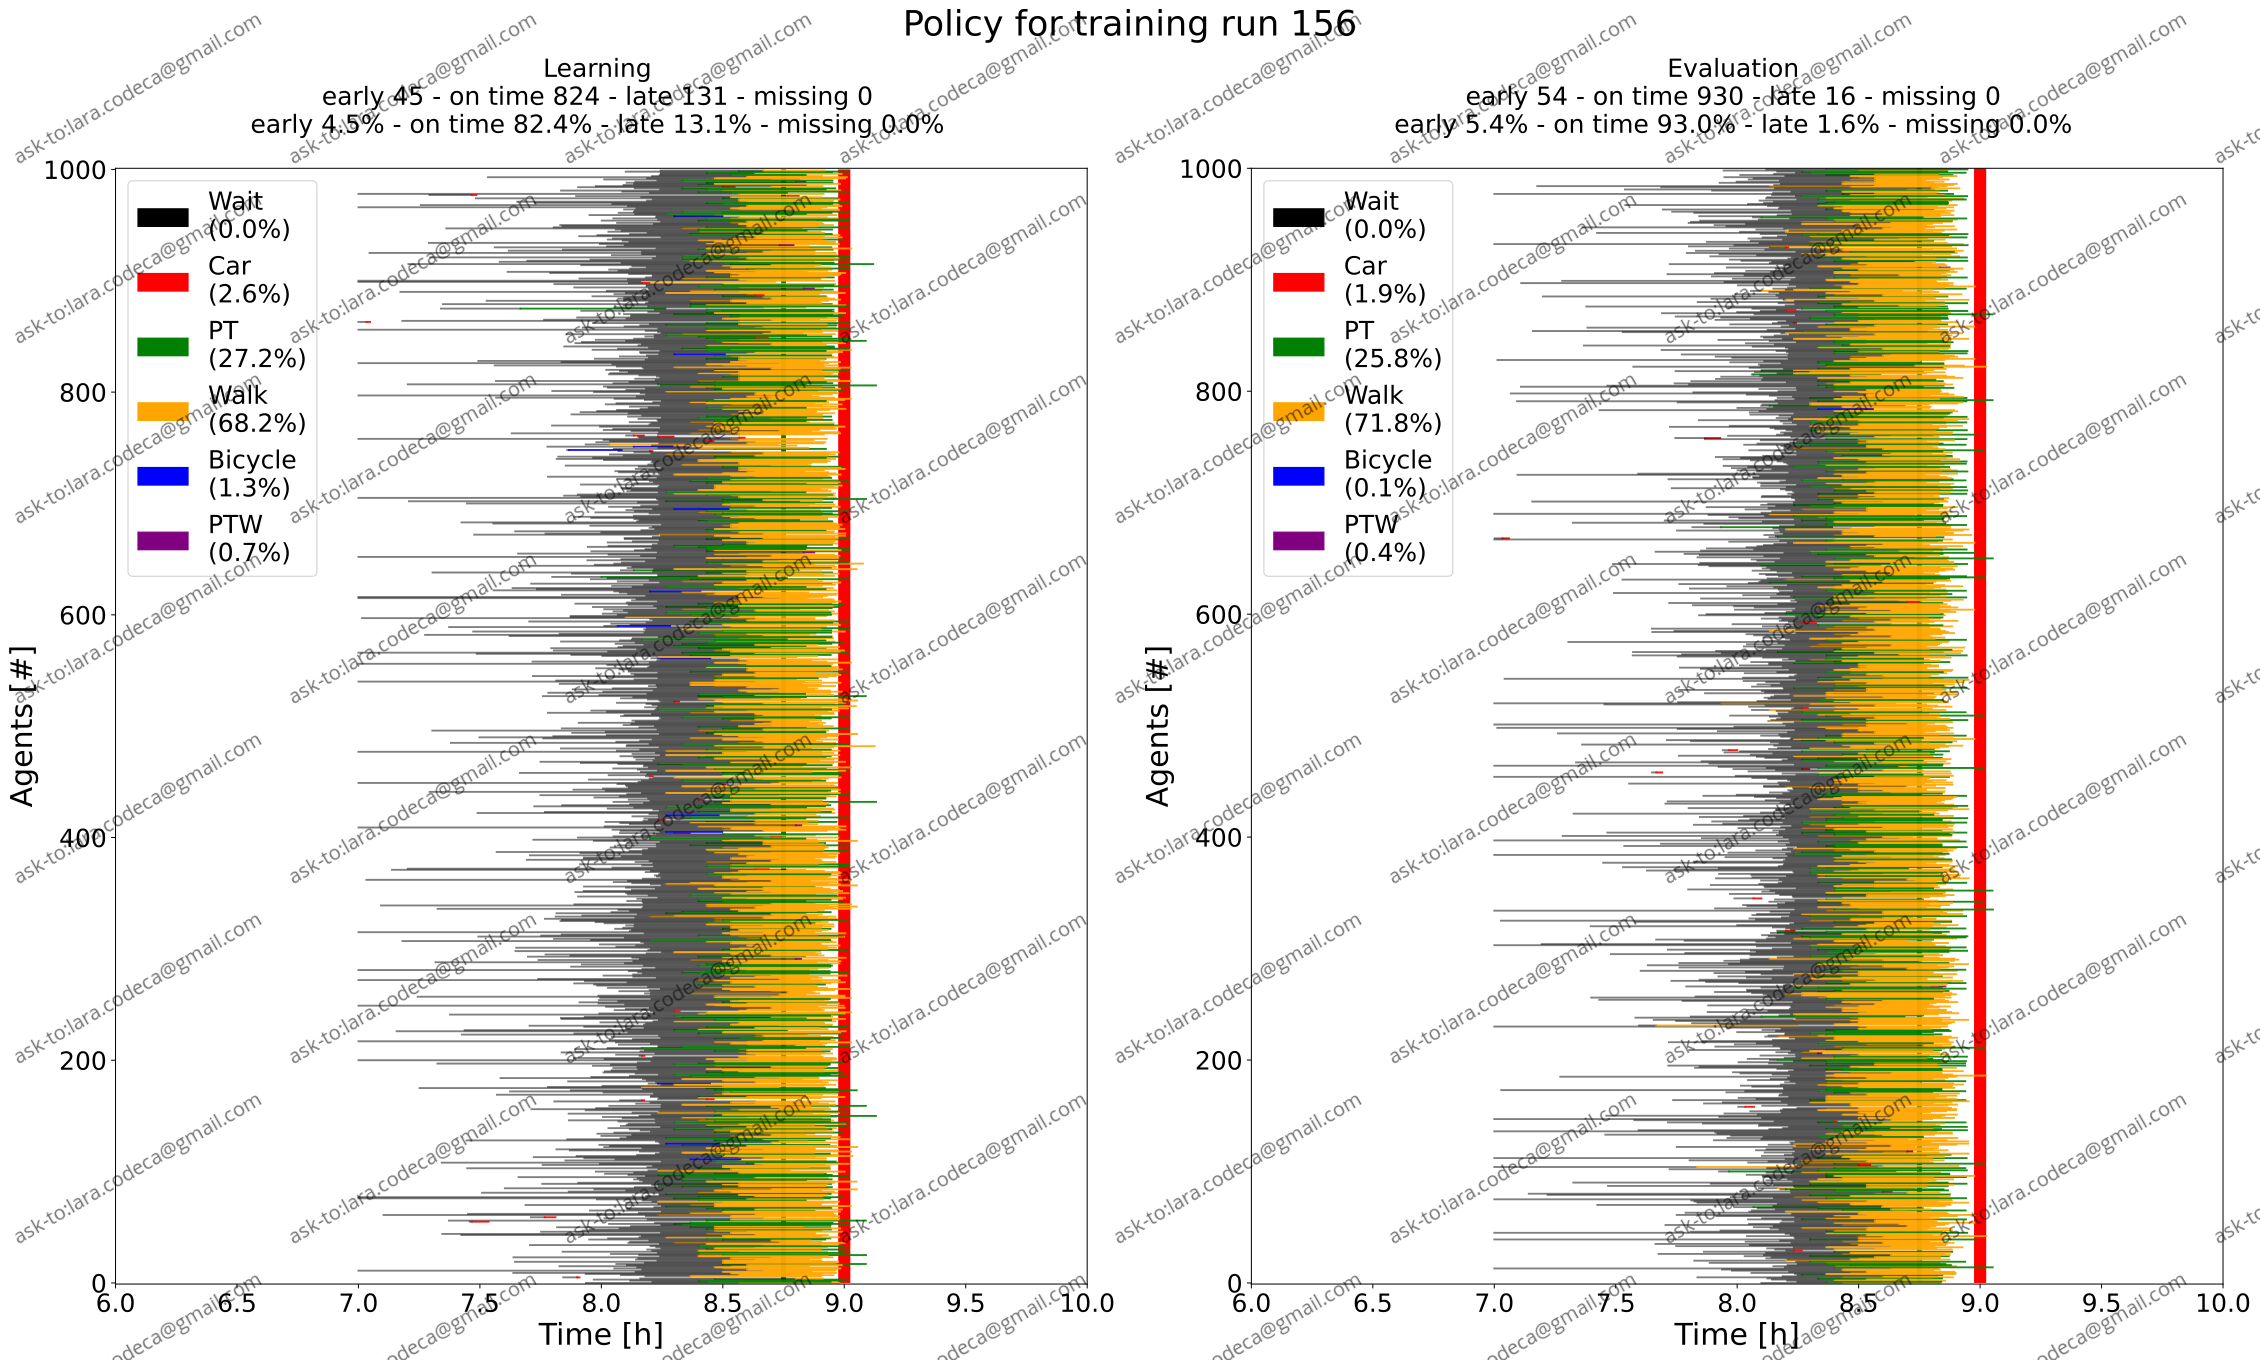 Policy for training run 156
Learning
early 45 - on time 824 - late 131 - missing 0
early 4.5% - on time 82.4% - late 13.1% - missing 0.0%
1000
800
600
400
200
0
Agents [#]
Wait
(0.0%)
Car
(2.6%)
PT
(27.2%)
Walk
(68.2%)
Bicycle
(1.3%)
PTW
(0.7%)
6.0 6.5 7.0 7.5 8.0 8.5 9.0 9.5 10.0
Time [h]
Evaluation
early 54 - on time 930 - late 16 - missing 0
early 5.4% - on time 93.0% - late 1.6% - missing 0.0%
1000
800
600
400
200
0
Agents [#]
Wait
(0.0%)
Car
(1.9%)
PT
(25.8%)
Walk
(71.8%)
Bicycle
(0.1%)
PTW
(0.4%)
6.0 6.5 7.0 7.5 8.0 8.5 9.0 9.5 10.0
Time [h]
ask-to:lara.codeca@gmail.com